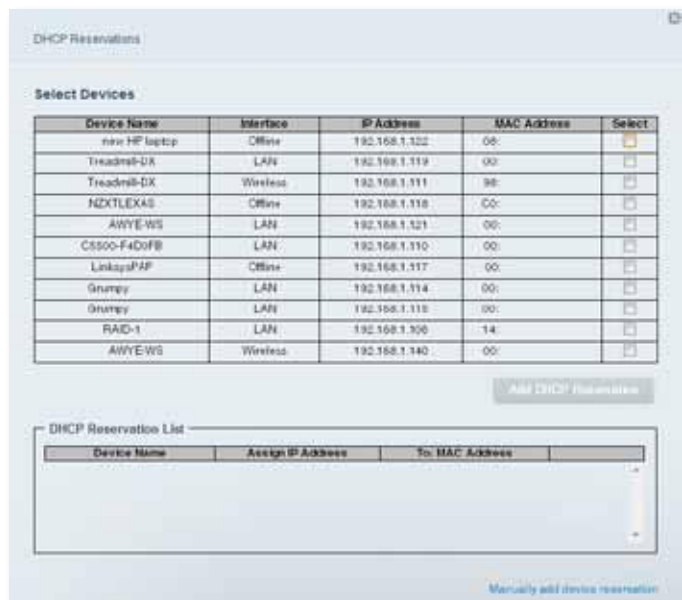 DHCP Reservations
Select Devices
Device Name Interface IP Address MAC Address Select
new HP laptop Offline 192.168.1.122 08:
Treadmill-DX LAN 192.168.1.119 00:
Treadmill-DX Wireless 192.168.1.111 98:
NZXTLEXAS Offline 192.168.1.118 C0:
AWYE-WS LAN 192.168.1.121 00:
C5500-F4D0FB LAN 192.168.1.110 00:
LinksysPAP Offline 192.168.1.117 00:
Grumpy LAN 192.168.1.114 00:
Grumpy LAN 00:
RAID-1 LAN 192.168.1.106 14:
AWYE-WS Wireless 192.168.1.140 00:
Add DHCP Reservation
DHCP Reservation List
Device Name Assign IP Address To: MAC Address
Manually add device reservation